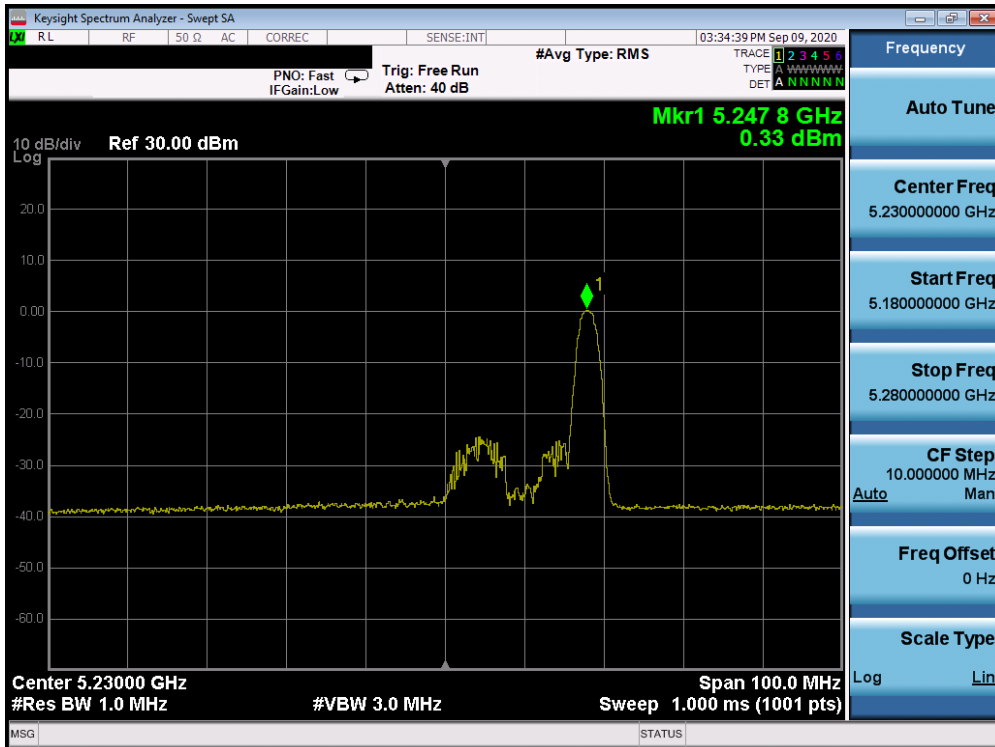 Keysight Spectrum Analyzer - Swept SA
LXI RL RF 50 Ω AC CORREC SENSE:INT 03:34:39 PM Sep 09, 2020
#Avg Type: RMS
TRACE 1 2 3 4 5 6
PNO: Fast Trig: Free Run
TYPE A WWWWW
IFGain:Low Atten: 40 dB
DET A N N N N N
Mkr1 5.247 8 GHz
0.33 dBm
10 dB/div Ref 30.00 dBm
Log
1
20.0
10.0
0.00
-10.0
-20.0
-30.0
-40.0
-50.0
-60.0
Center 5.23000 GHz Span 100.0 MHz
#Res BW 1.0 MHz #VBW 3.0 MHz Sweep 1.000 ms (1001 pts)
MSG STATUS
Frequency
Auto Tune
Center Freq
5.230000000 GHz
Start Freq
5.180000000 GHz
Stop Freq
5.280000000 GHz
CF Step
10.000000 MHz
Auto Man
Freq Offset
0 Hz
Scale Type
Log Lin